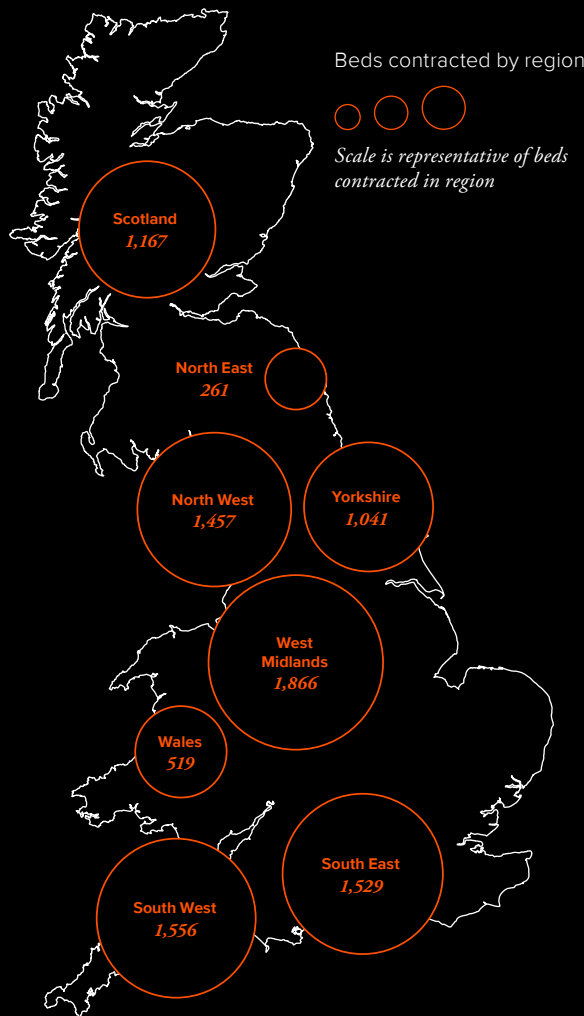 Beds contracted by region
Scale is representative of beds
contracted in region
Scotland
1,167
North East
261
North West
1,457
Yorkshire
1,041
West
Midlands
1,866
Wales
519
South East
1,529
South West
1,556